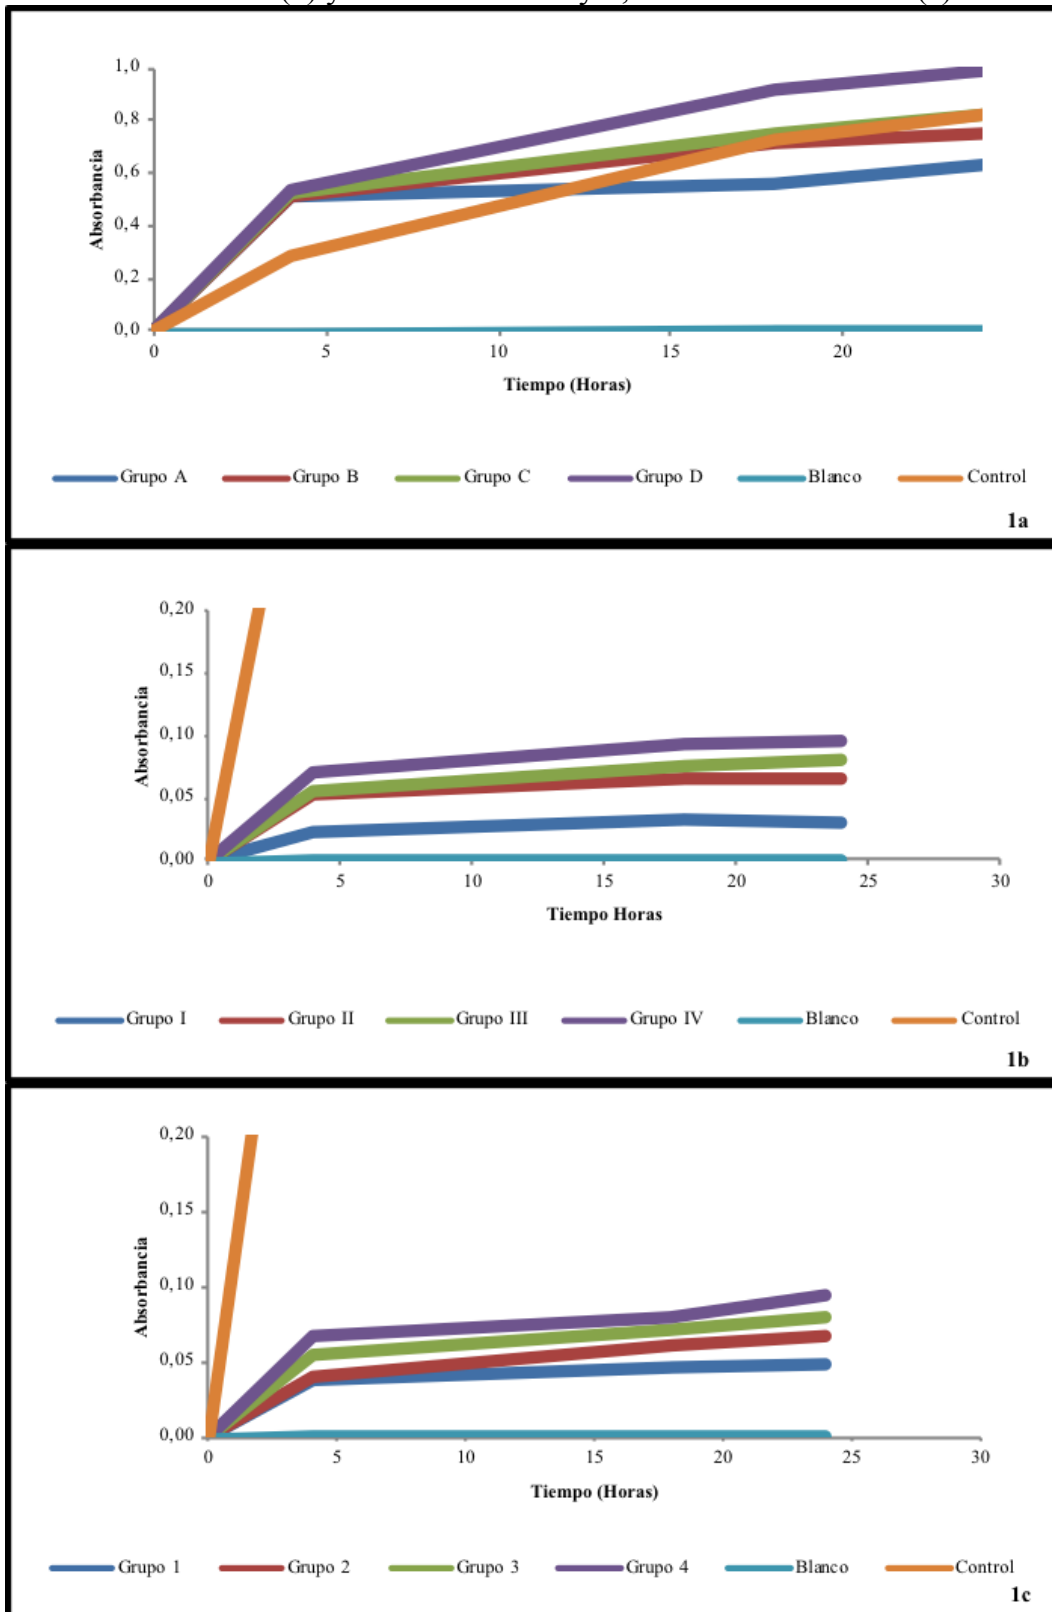 1,0
0,8
0,6
0,4
0,2
0,0
Absorbancia
0 5 10 15 20
Tiempo (Horas)
Grupo A Grupo B Grupo C Grupo D Blanco Control
1a
0,20
0,15
0,10
0,05
0,00
Absorbancia
0 5 10 15 20 25 30
Tiempo Horas
Grupo I Grupo II Grupo III Grupo IV Blanco Control
1b
0,20
0,15
0,10
0,05
0,00
Absorbancia
0 5 10 15 20 25 30
Tiempo (Horas)
Grupo 1 Grupo 2 Grupo 3 Grupo 4 Blanco Control
1c